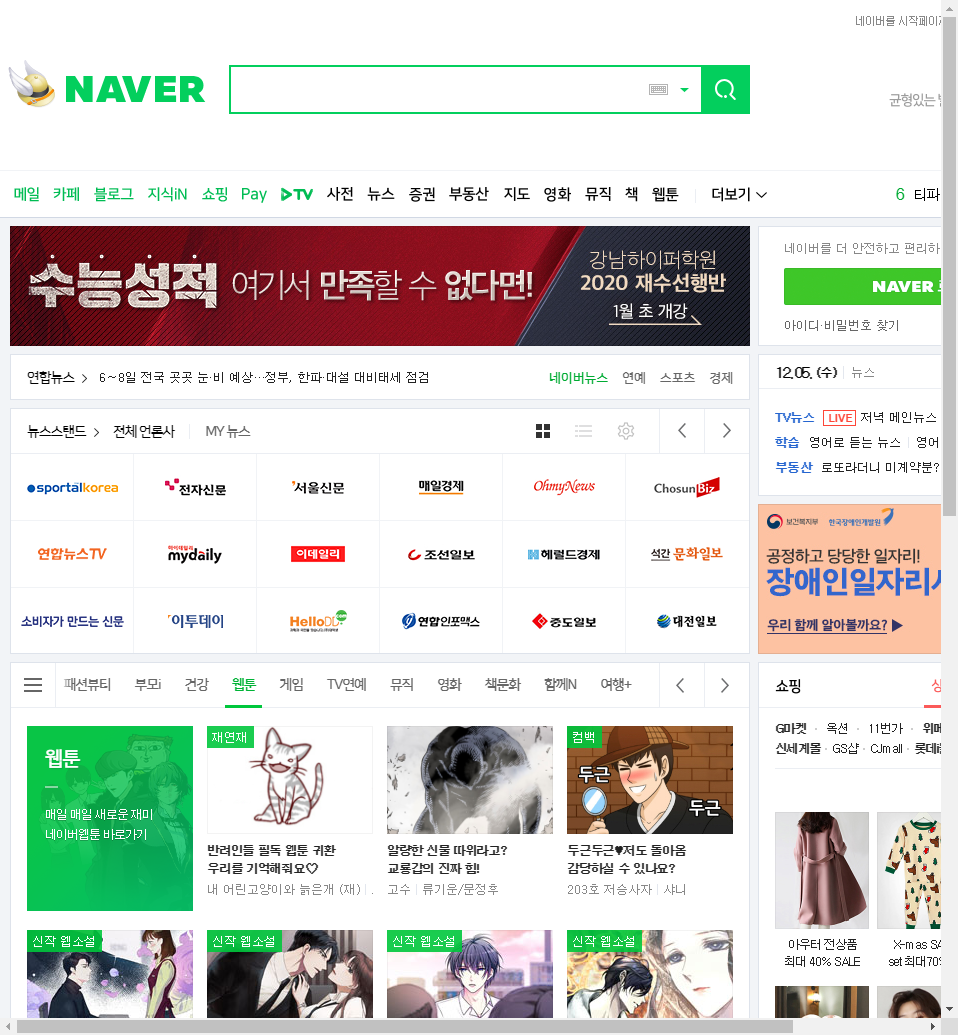 네이버를 시작페이지
NAVER
균형있는
메일 카페 블로그 지식iN 쇼핑 Pay TV 사전 뉴스 증권 부동산 지도 영화 뮤직 책 웹툰 더보기
6 티파
수능성적 여기서 만족할 수 없다면!
강남하이퍼학원
2020 재수선행반
1월 초 개강
네이버를 더 안전하고 편리하
NAVER
아이디·비밀번호 찾기
연합뉴스 > 6~8일 전국 곳곳 눈·비 예상…정부, 한파·대설 대비태세 점검
네이버뉴스 연예 스포츠 경제
12.05. (수) 뉴스
TV뉴스 LIVE 저녁 메인뉴스
학습 영어로 듣는 뉴스 영어
부동산 로또라더니 미계약분?
뉴스스탠드 > 전체 언론사 MY 뉴스
sportalkorea 전자신문 서울신문 매일경제 OhmyNews ChosunBiz
연합뉴스TV 마이데일리 mydaily 이데일리 조선일보 헤럴드경제 석간 문화일보
소비자가 만드는 신문 이투데이 HelloDD.com 연합인포맥스 중도일보 대전일보
보건복지부 한국장애인개발원
공정하고 당당한 일자리!
장애인일자리사
우리 함께 알아볼까요? ▶
패션뷰티 부모i 건강 웹툰 게임 TV연예 뮤직 영화 책문화 함께N 여행+
웹툰
매일 매일 새로운 재미
네이버웹툰 바로가기
재연재
반려인들 필독 웹툰 귀환
우리를 기억해줘요♡
내 어린고양이와 늙은개 (재)
알량한 신물 따위라고?
교룡갑의 진짜 힘!
고수 류기운/문정후
컴백
두근
두근
두근두근♥저도 돌아옴
감당하실 수 있나요?
203호 저승사자 샤니
신작 웹소설
신작 웹소설
신작 웹소설
신작 웹소설
쇼핑
G마켓 · 옥션 · 11번가 · 위메
신세계몰 · GS샵 · CJmall · 롯데
아우터 전상품
최대 40% SALE
X-mas SA
set 최대70%